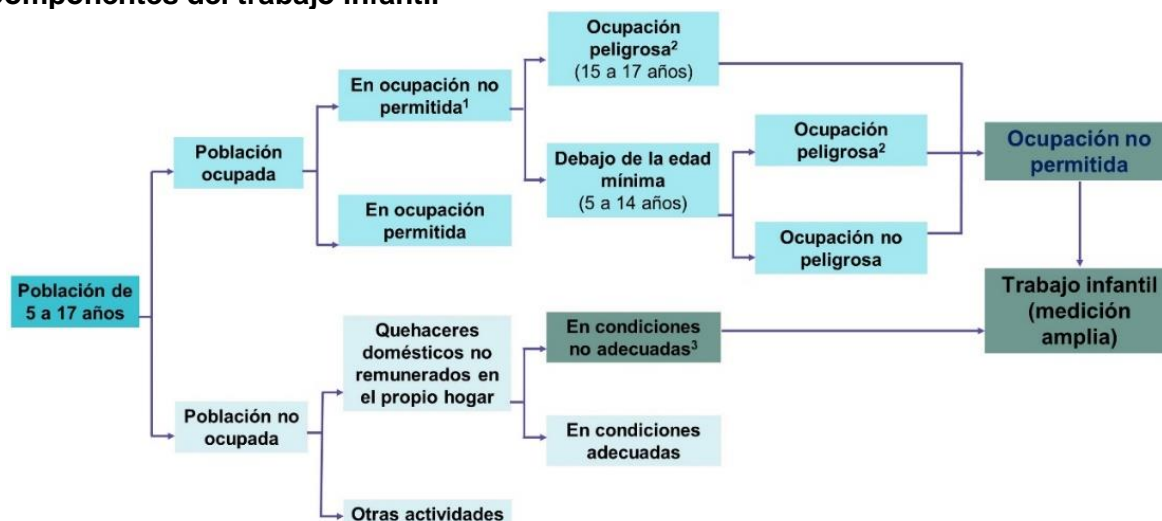 componentes del trabajo infantil
Ocupación
peligrosa²
(15 a 17 años)
En ocupación no
permitida¹
Ocupación
peligrosa²
Ocupación no
permitida
Población
ocupada
Debajo de la edad
mínima
(5 a 14 años)
En ocupación
permitida
Ocupación no
peligrosa
Población de
5 a 17 años
Trabajo infantil
(medición
amplia)
Quehaceres
domésticos no
remunerados en
el propio hogar
En condiciones
no adecuadas³
Población no
ocupada
En condiciones
adecuadas
Otras actividades